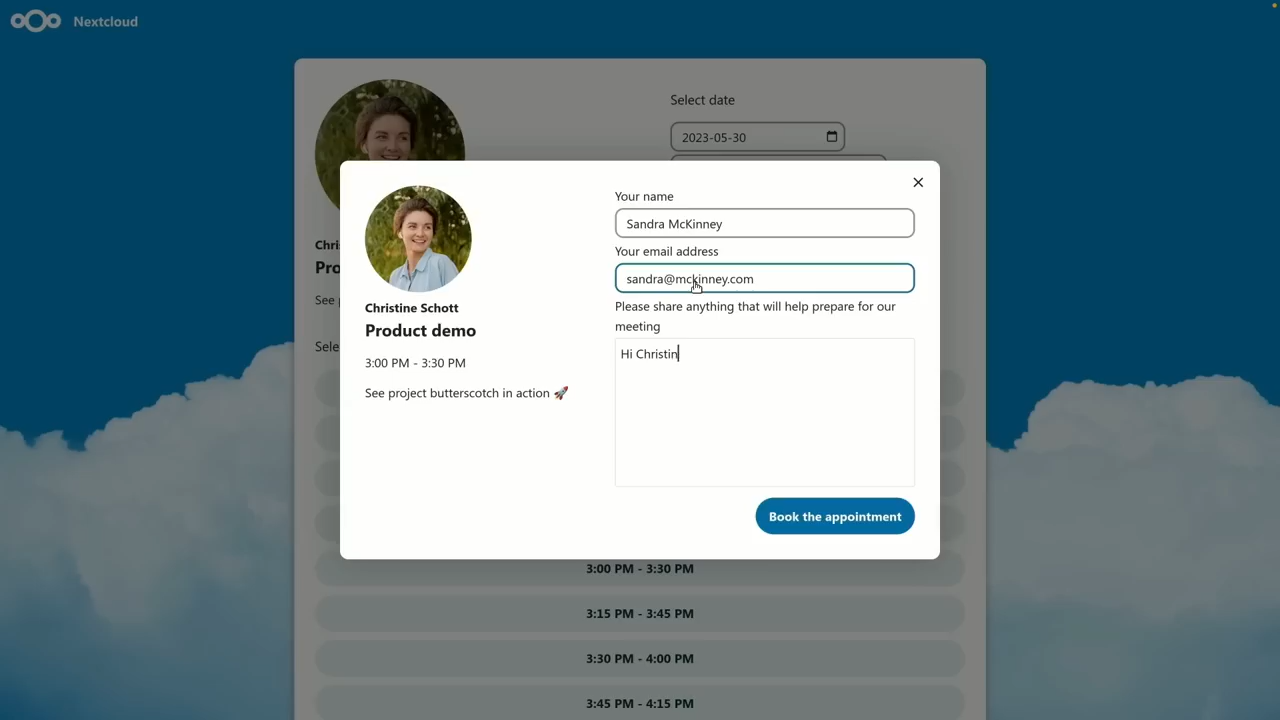 Nextcloud
Select date
2023-05-30
Chri
Pro
See p
Sele
Your name
Sandra McKinney
Your email address
sandra@mckinney.com
Please share anything that will help prepare for our
meeting
Hi Christin
Christine Schott
Product demo
3:00 PM - 3:30 PM
See project butterscotch in action 🚀
Book the appointment
3:00 PM - 3:30 PM
3:15 PM - 3:45 PM
3:30 PM - 4:00 PM
3:45 PM - 4:15 PM